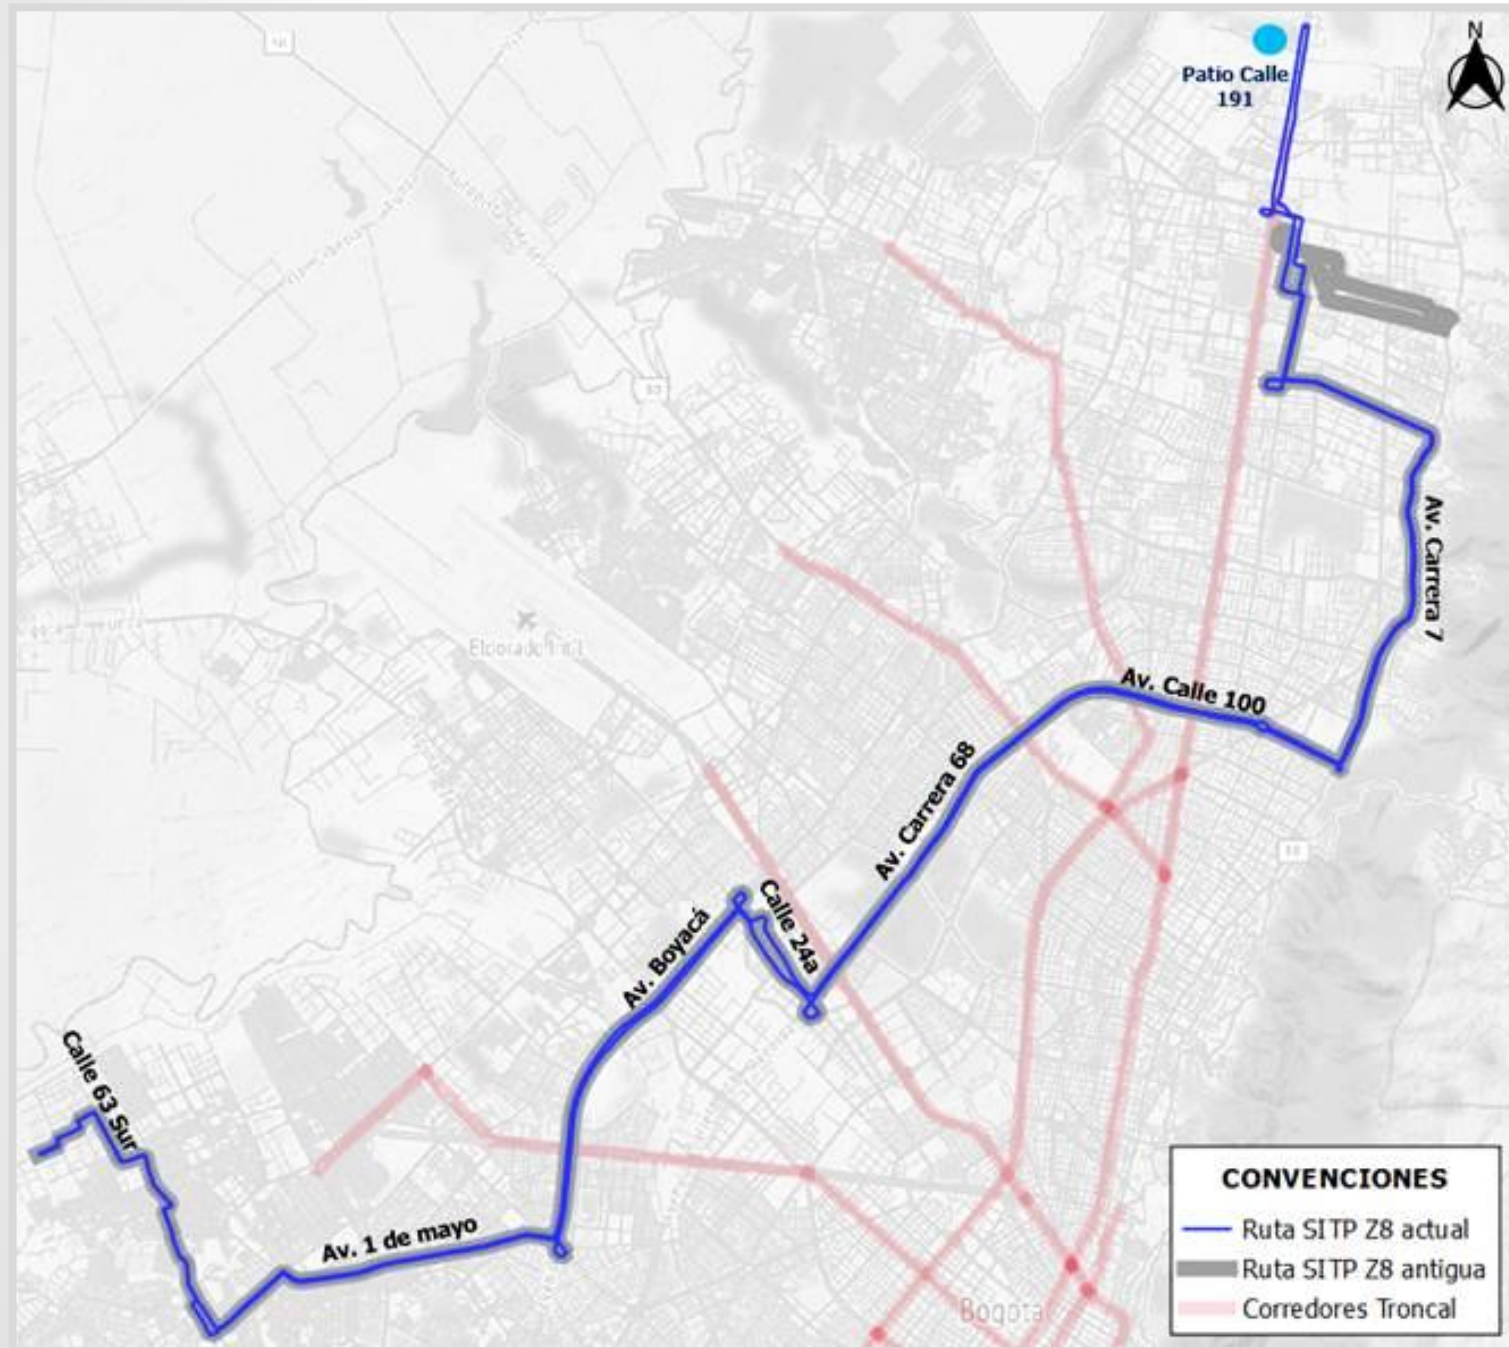 N
Patio Calle
191
Av. Carrera 7
Av. Calle 100
Av. Carrera 68
Calle 24a
Av. Boyacá
Calle 63 Sur
Av. 1 de mayo
Bogotá
CONVENCIONES
Ruta SITP Z8 actual
Ruta SITP Z8 antigua
Corredores Troncal